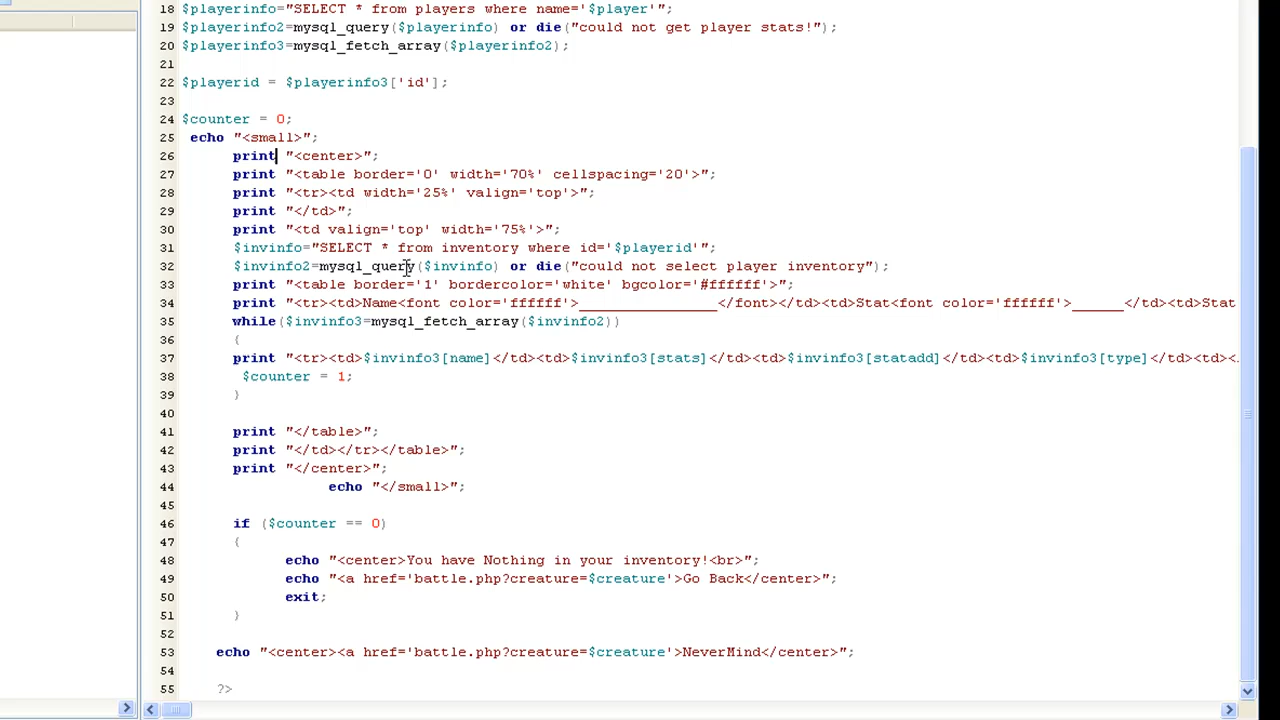 18 $playerinfo="SELECT * from players where name='$player'";
19 $playerinfo2=mysql_query($playerinfo) or die("could not get player stats!");
20 $playerinfo3=mysql_fetch_array($playerinfo2);
21
22 $playerid = $playerinfo3['id'];
23
24 $counter = 0;
25 echo "<small>";
26 print "<center>";
27 print "<table border='0' width='70%' cellspacing='20'>";
28 print "<tr><td width='25%' valign='top'>";
29 print "</td>";
30 print "<td valign='top' width='75%'>";
31 $invinfo="SELECT * from inventory where id='$playerid'";
32 $invinfo2=mysql_query($invinfo) or die("could not select player inventory");
33 print "<table border='1' bordercolor='white' bgcolor='#ffffff'>";
34 print "<tr><td>Name<font color='ffffff'>_________________</font></td><td>Stat<font color='ffffff'>______</td><td>Stat
35 while($invinfo3=mysql_fetch_array($invinfo2))
36 {
37 print "<tr><td>$invinfo3[name]</td><td>$invinfo3[stats]</td><td>$invinfo3[statadd]</td><td>$invinfo3[type]</td><td><
38 $counter = 1;
39 }
40
41 print "</table>";
42 print "</td></tr></table>";
43 print "</center>";
44 echo "</small>";
45
46 if ($counter == 0)
47 {
48 echo "<center>You have Nothing in your inventory!<br>";
49 echo "<a href='battle.php?creature=$creature'>Go Back</center>";
50 exit;
51 }
52
53 echo "<center><a href='battle.php?creature=$creature'>NeverMind</center>";
54
55 ?>